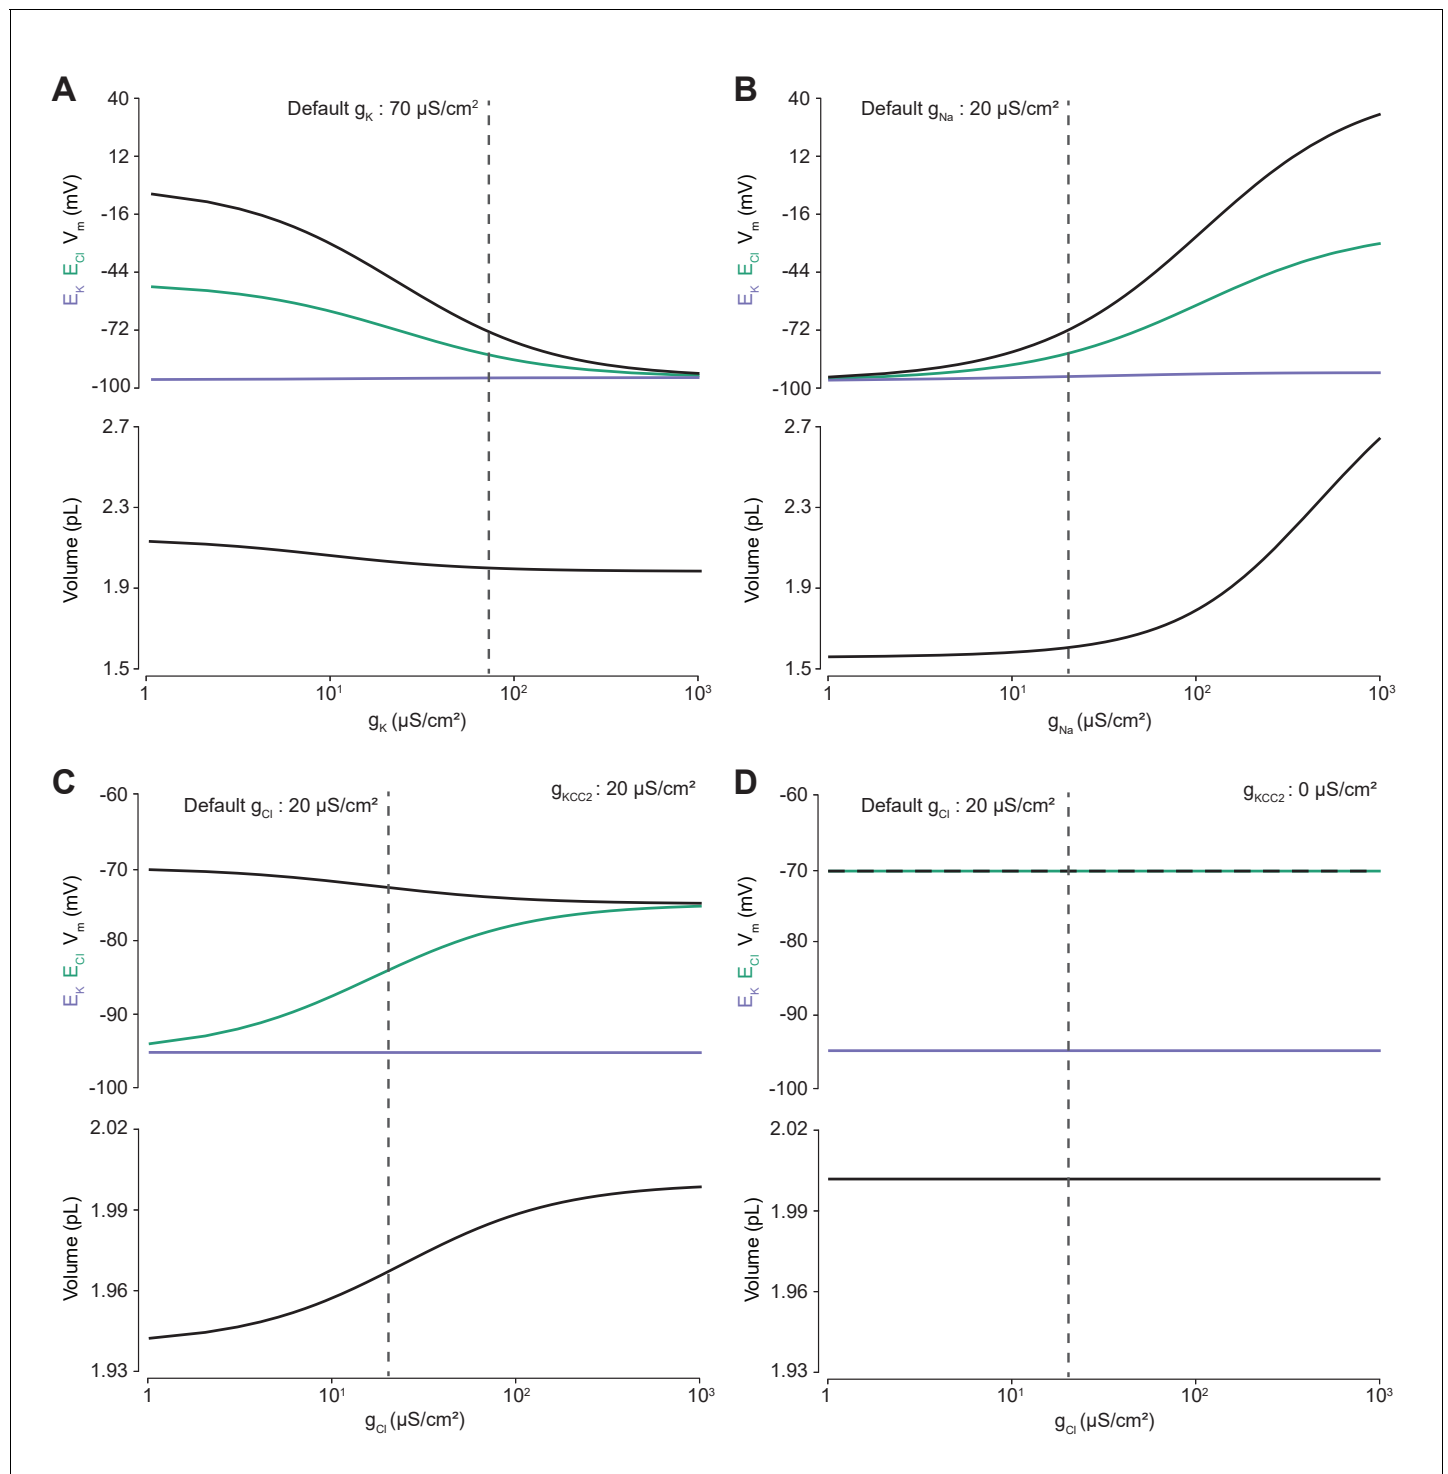 A
Default gK : 70 µS/cm²
40
12
-16
-44
-72
-100
EK ECl Vm (mV)
2.7
2.3
1.9
1.5
Volume (pL)
1 10¹ 10² 10³
gK (µS/cm²)
B
Default gNa : 20 µS/cm²
40
12
-16
-44
-72
-100
EK ECl Vm (mV)
2.7
2.3
1.9
1.5
Volume (pL)
1 10¹ 10² 10³
gNa (µS/cm²)
C
Default gCl : 20 µS/cm²
gKCC2 : 20 µS/cm²
-60
-70
-80
-90
-100
EK ECl Vm (mV)
2.02
1.99
1.96
1.93
Volume (pL)
1 10¹ 10² 10³
gCl (µS/cm²)
D
Default gCl : 20 µS/cm²
gKCC2 : 0 µS/cm²
-60
-70
-80
-90
-100
EK ECl Vm (mV)
2.02
1.99
1.96
1.93
Volume (pL)
1 10¹ 10² 10³
gCl (µS/cm²)